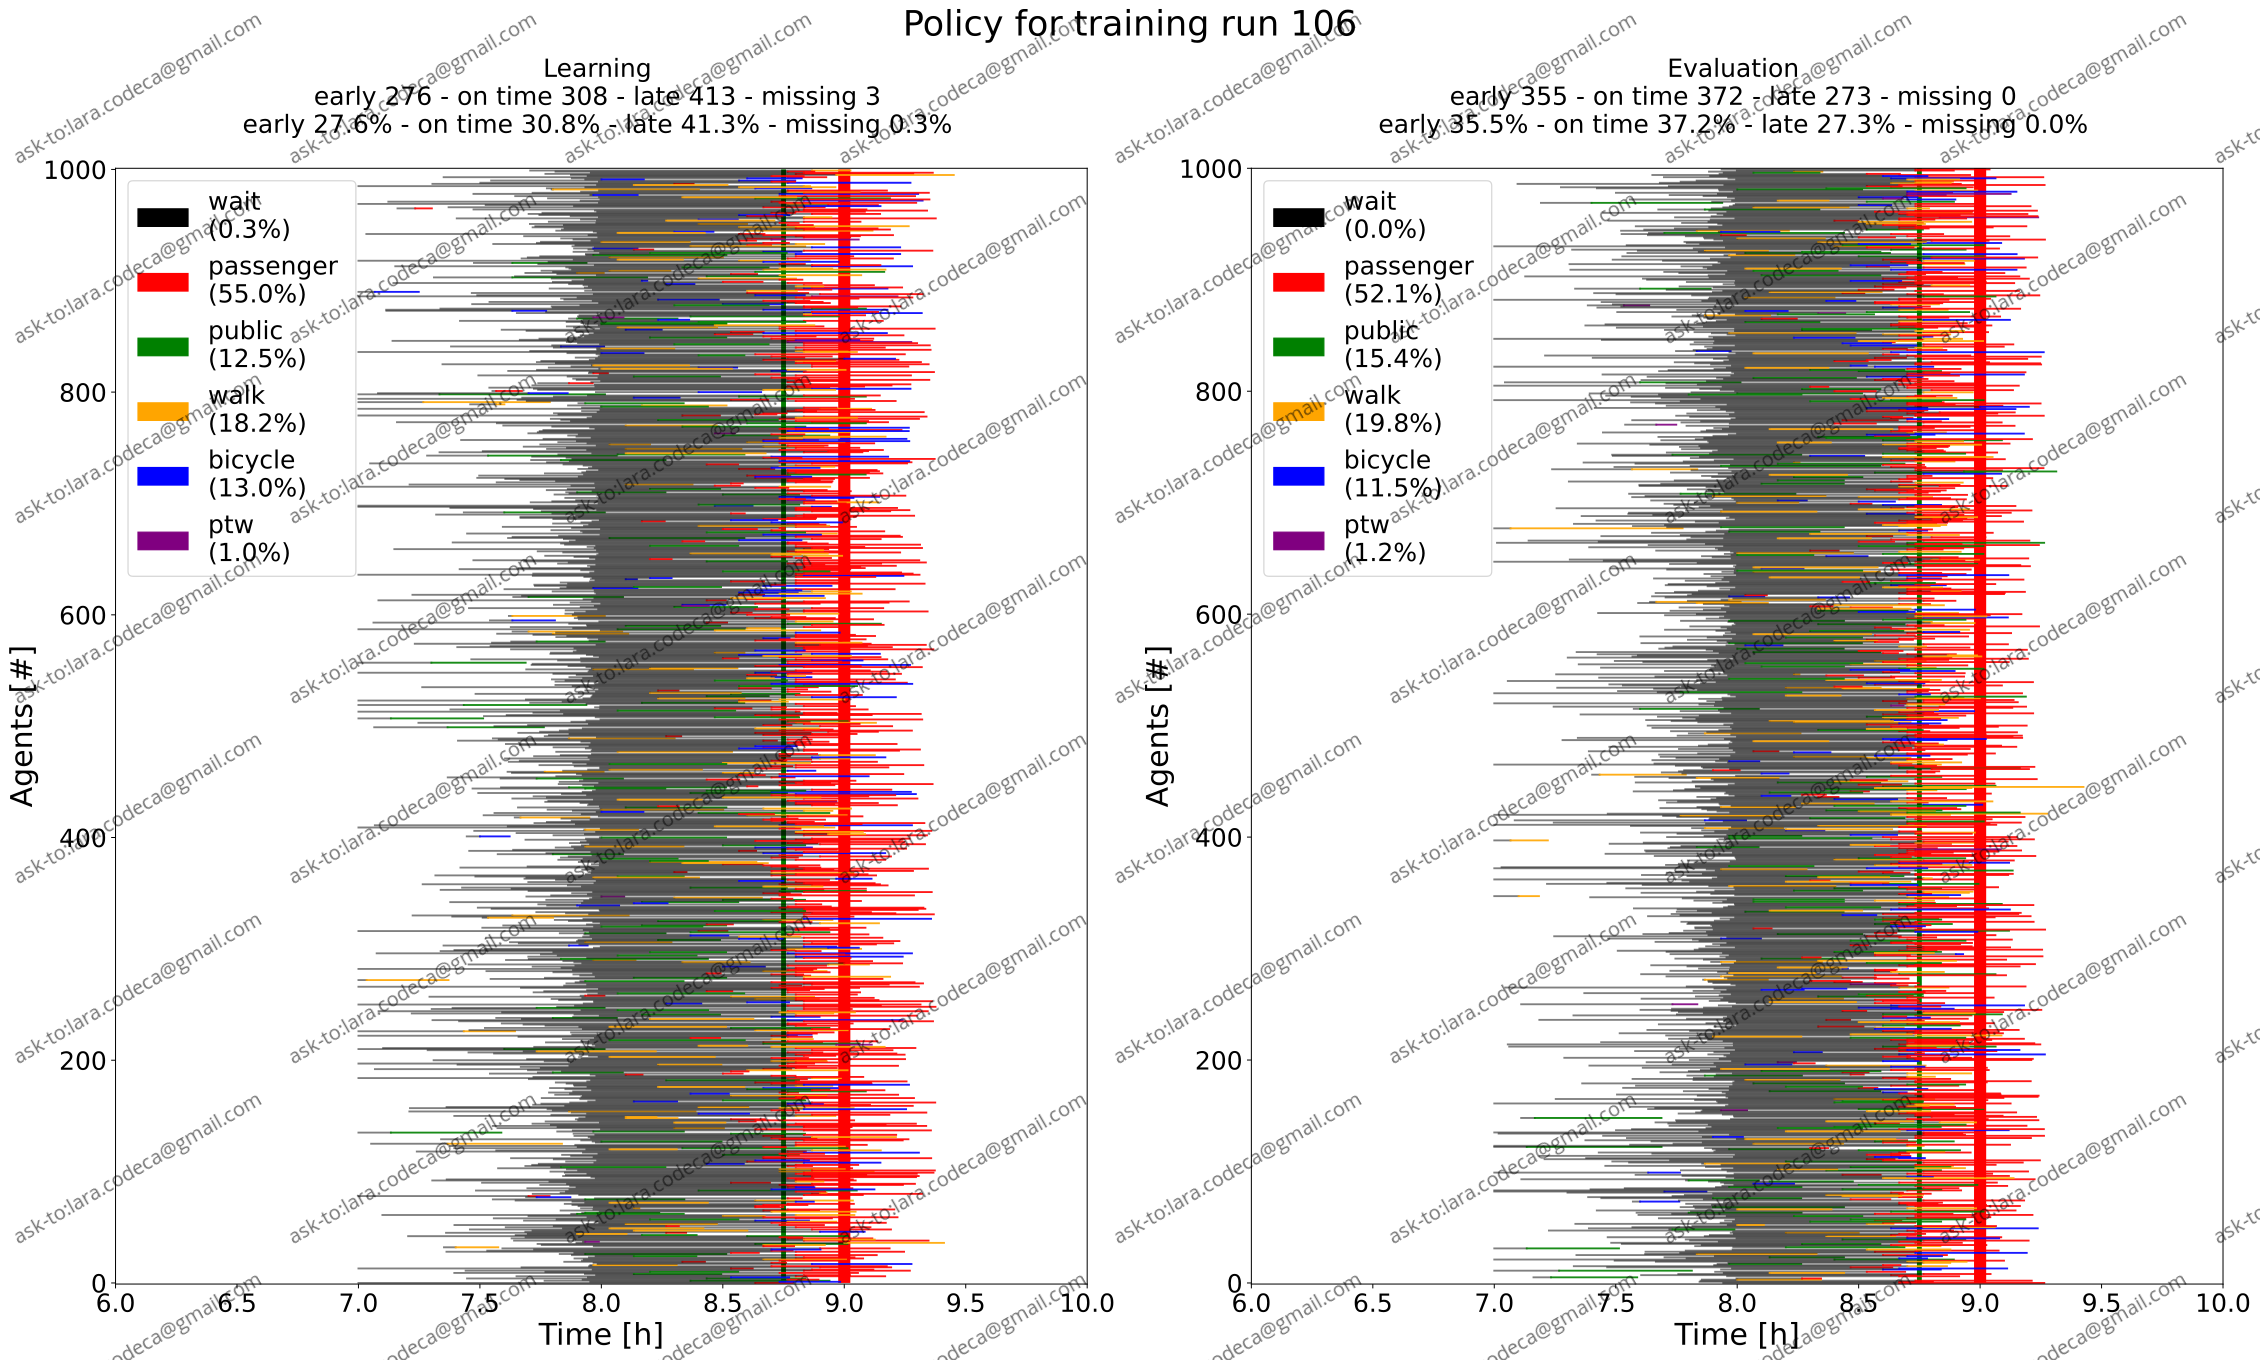 Policy for training run 106
Learning
early 276 - on time 308 - late 413 - missing 3
early 27.6% - on time 30.8% - late 41.3% - missing 0.3%
Agents [#]
1000
800
600
400
200
0
wait
(0.3%)
passenger
(55.0%)
public
(12.5%)
walk
(18.2%)
bicycle
(13.0%)
ptw
(1.0%)
6.0 6.5 7.0 7.5 8.0 8.5 9.0 9.5 10.0
Time [h]
Evaluation
early 355 - on time 372 - late 273 - missing 0
early 35.5% - on time 37.2% - late 27.3% - missing 0.0%
Agents [#]
1000
800
600
400
200
0
wait
(0.0%)
passenger
(52.1%)
public
(15.4%)
walk
(19.8%)
bicycle
(11.5%)
ptw
(1.2%)
6.0 6.5 7.0 7.5 8.0 8.5 9.0 9.5 10.0
Time [h]
ask-to:lara.codeca@gmail.com